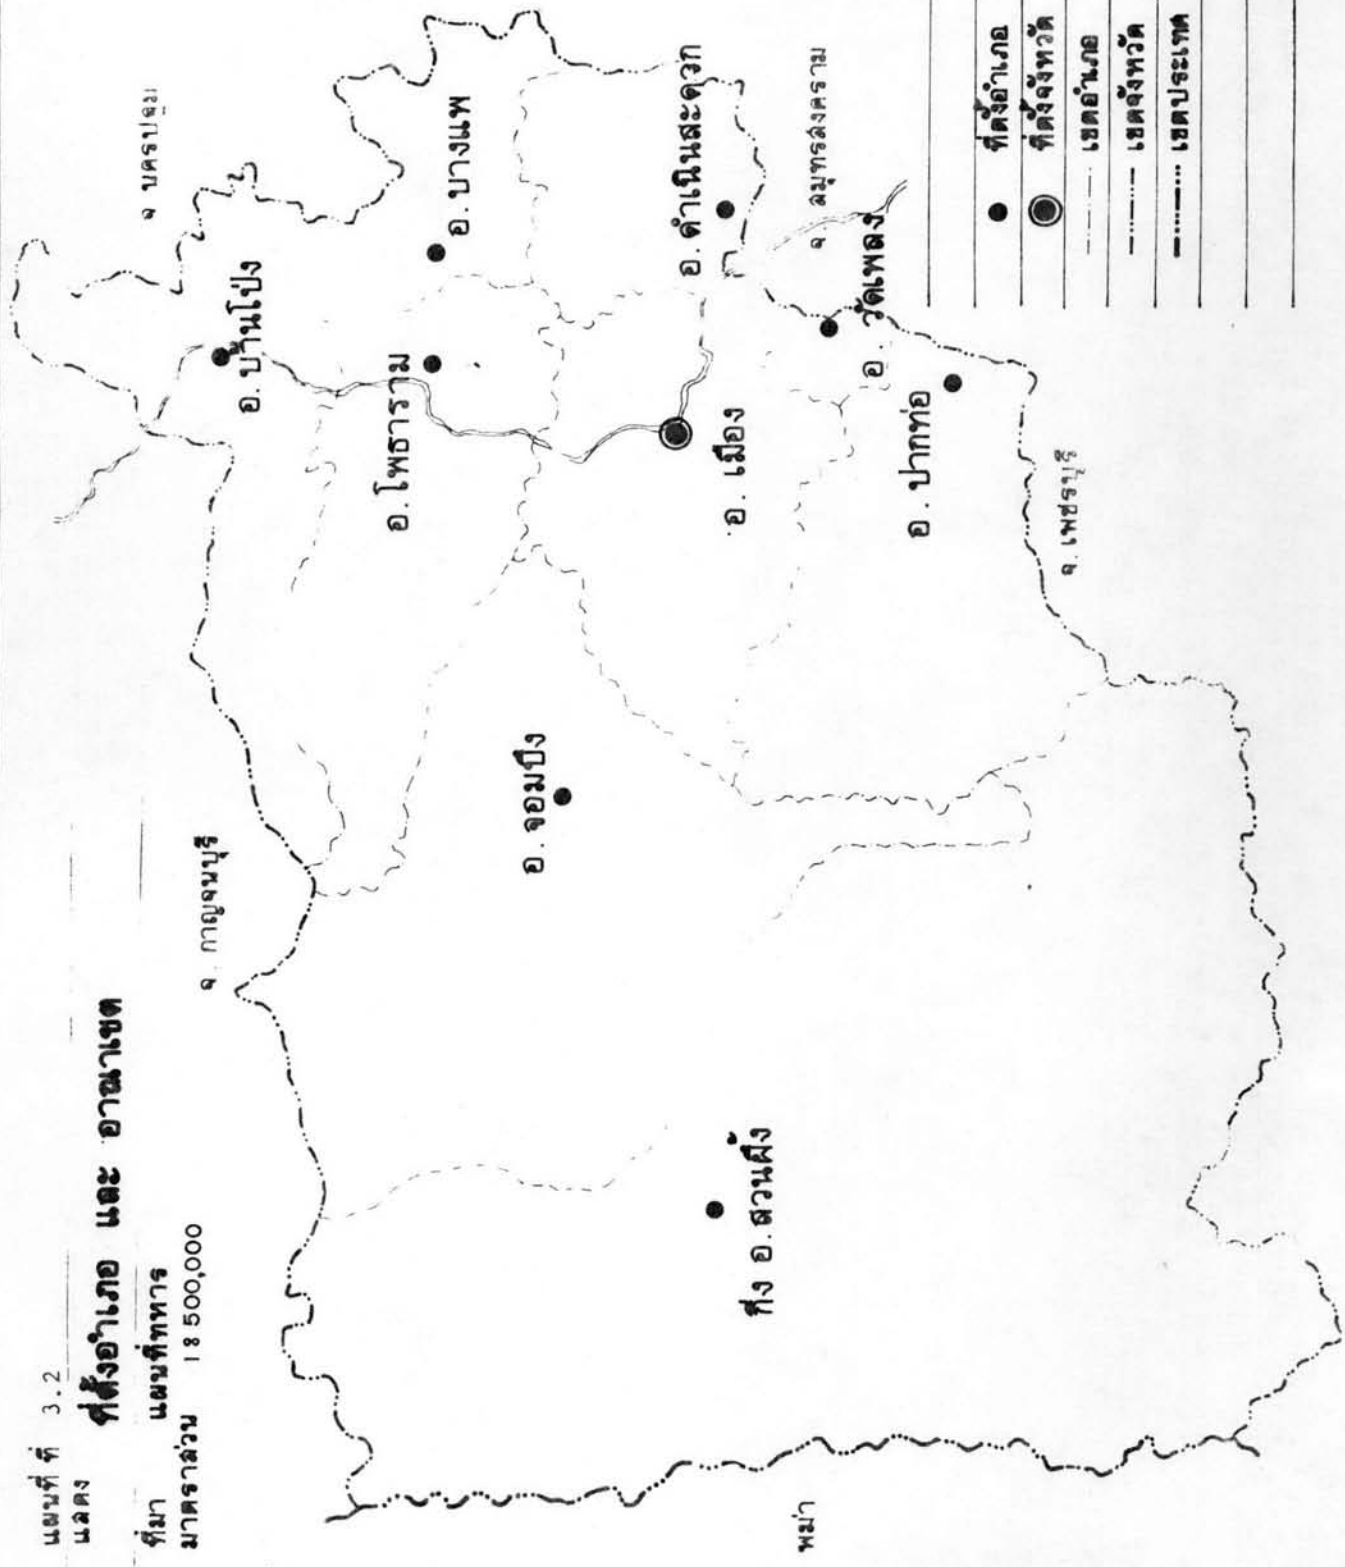 แผนที่ ที่ 3.2
แสดง ที่ตั้งอำเภอ และ อาณาเขต
ที่มา แผนที่ทหาร
มาตราส่วน 1 8 500,000
จ. กาญจนบุรี
จ นครปฐม
อ. บ้านโป่ง
อ. โพธาราม
อ. บางแพ
อ. จอมบึง
กิ่ง อ. สวนผึ้ง
อ. เมือง
อ. ดำเนินสะดวก
จ สมุทรสงคราม
อ. วัดเพลง
อ. ปากท่อ
จ. เพชรบุรี
พม่า
ที่ตั้งอำเภอ
ที่ตั้งจังหวัด
เขตอำเภอ
เขตจังหวัด
เขตประเทศ